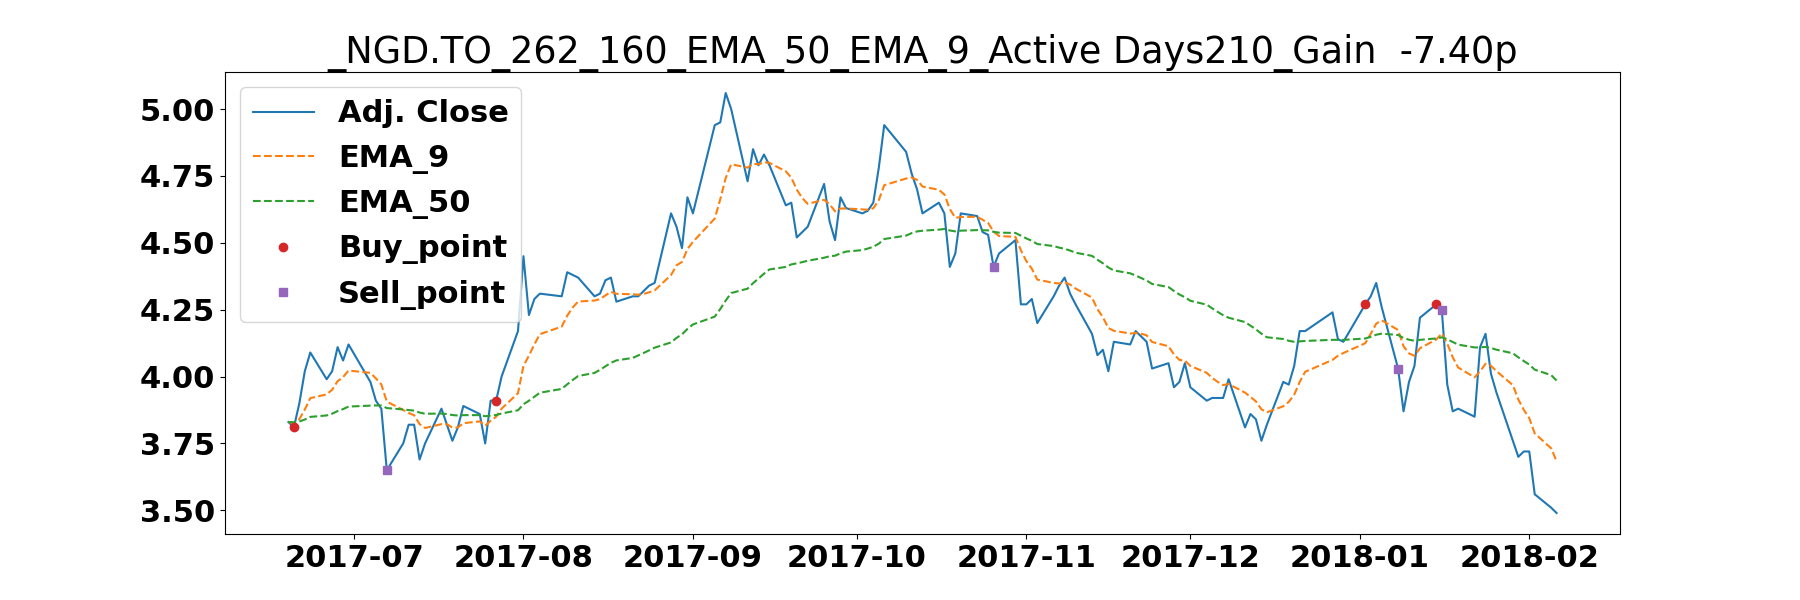 _NGD.TO_262_160_EMA_50_EMA_9_Active Days210_Gain  -7.40p
5.00
4.75
4.50
4.25
4.00
3.75
3.50
Adj. Close
EMA_9
EMA_50
Buy_point
Sell_point
2017-07 2017-08 2017-09 2017-10 2017-11 2017-12 2018-01 2018-02